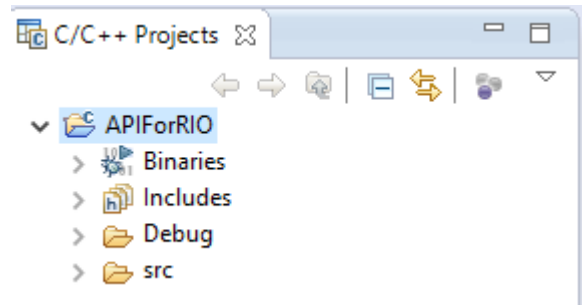 C/C++ Projects
APIForRIO
Binaries
Includes
Debug
src